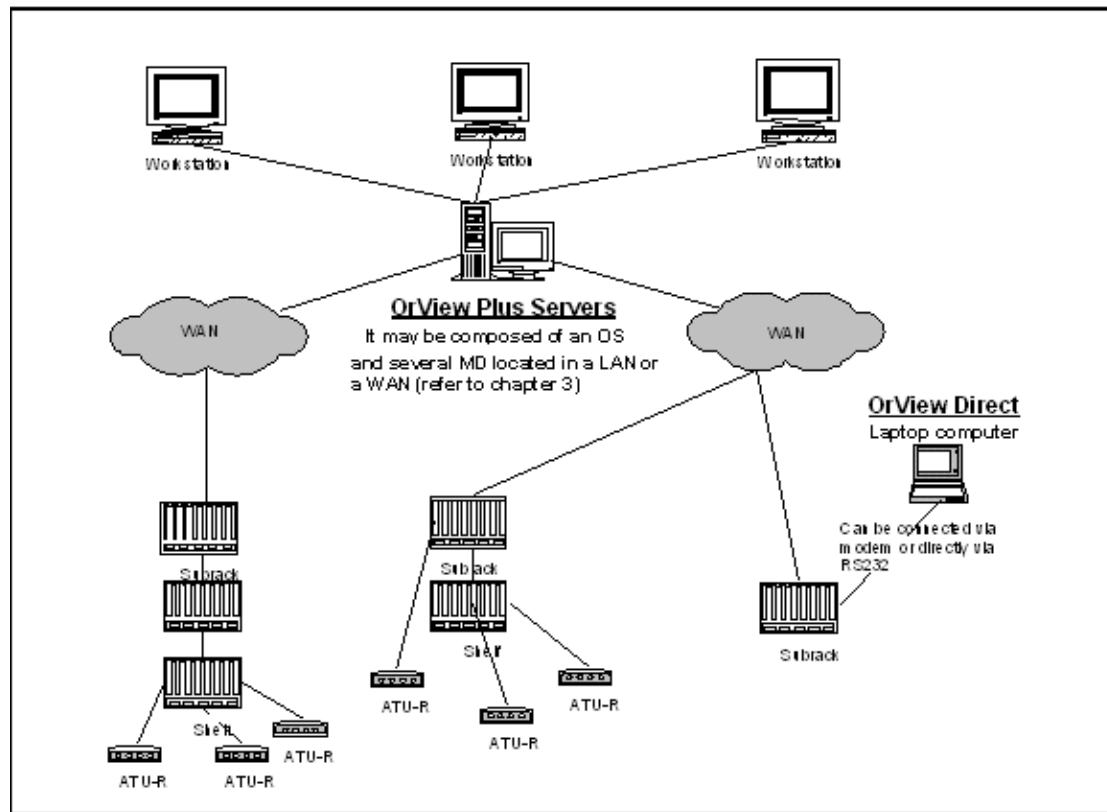 Workstation
Workstation
Workstation
OrView Plus Servers
It may be composed of an OS
and several MD located in a LAN or
a WAN (refer to chapter 3)
WAN
WAN
OrView Direct
Laptop computer
Can be connected via
modem or directly via
RS232
Subrack
Subrack
Subrack
Shelf
Shelf
ATU-R
ATU-R
ATU-R
ATU-R
ATU-R
ATU-R